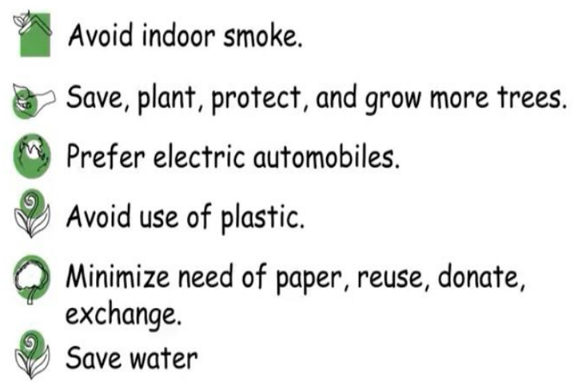 Avoid indoor smoke.
Save, plant, protect, and grow more trees.
Prefer electric automobiles.
Avoid use of plastic.
Minimize need of paper, reuse, donate,
exchange.
Save water